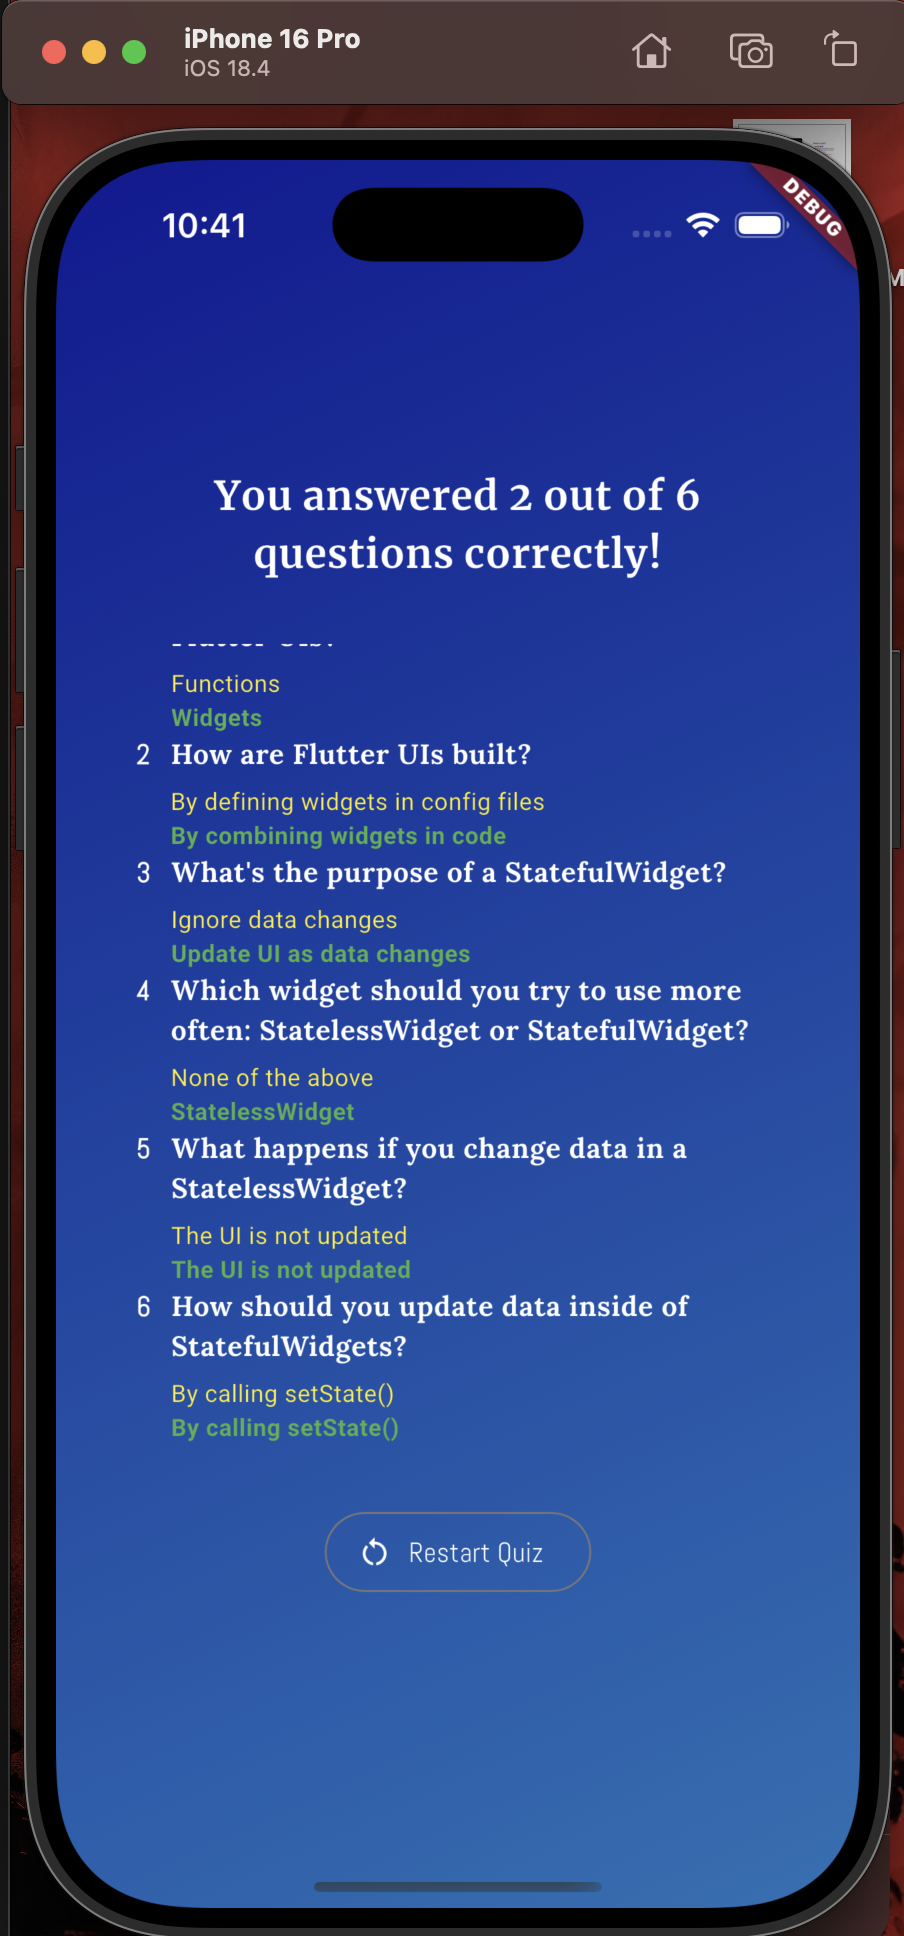 iPhone 16 Pro
iOS 18.4
10:41
DEBUG
You answered 2 out of 6
questions correctly!
Flutter UIs?
Functions
Widgets
2 How are Flutter UIs built?
By defining widgets in config files
By combining widgets in code
3 What's the purpose of a StatefulWidget?
Ignore data changes
Update UI as data changes
4 Which widget should you try to use more
often: StatelessWidget or StatefulWidget?
None of the above
StatelessWidget
5 What happens if you change data in a
StatelessWidget?
The UI is not updated
The UI is not updated
6 How should you update data inside of
StatefulWidgets?
By calling setState()
By calling setState()
Restart Quiz